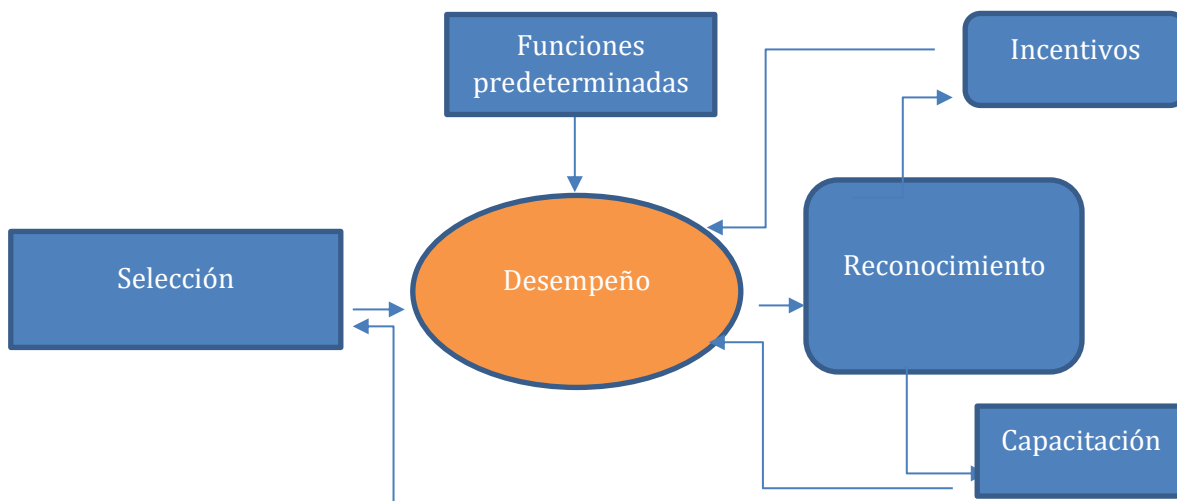 Funciones
predeterminadas
Incentivos
Selección
Desempeño
Reconocimiento
Capacitación